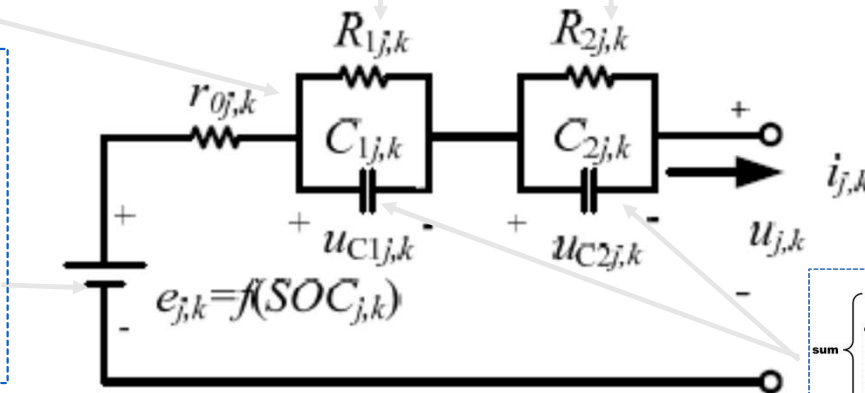 R1j,k
R2j,k
r0j,k
C1j,k
C2j,k
+
ij,k
+
+
-
+
-
uC1j,k
uC2j,k
uj,k
ej,k=f(SOCj,k)
-
-
sum {